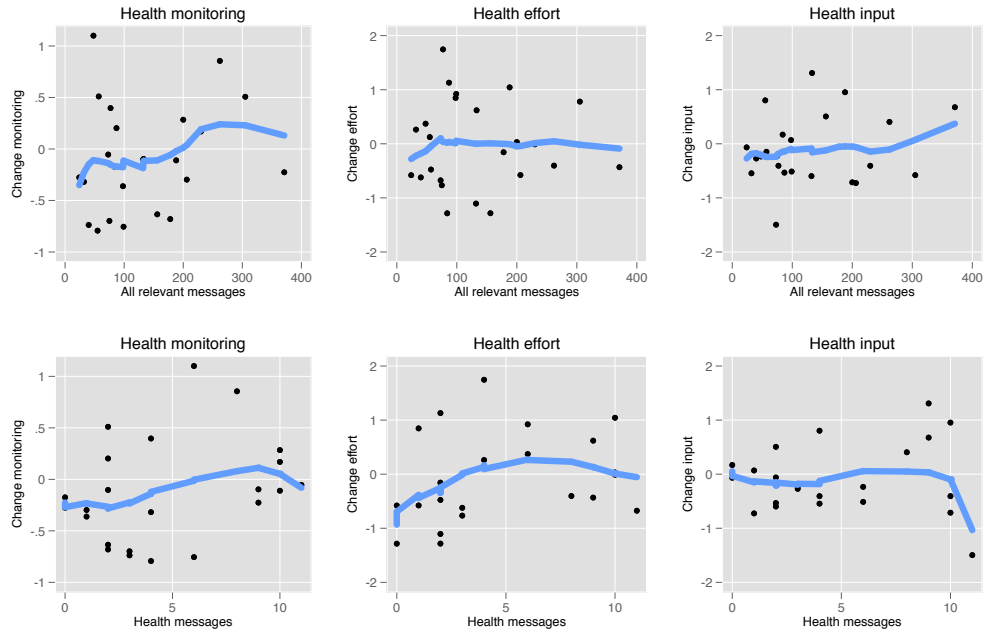 Health monitoring
Change monitoring
1
.5
0
-.5
-1
0 100 200 300 400
All relevant messages
Health effort
Change effort
2
1
0
-1
-2
0 100 200 300 400
All relevant messages
Health input
Change input
2
1
0
-1
-2
0 100 200 300 400
All relevant messages
Health monitoring
Change monitoring
1
.5
0
-.5
-1
0 5 10
Health messages
Health effort
Change effort
2
1
0
-1
-2
0 5 10
Health messages
Health input
Change input
2
1
0
-1
-2
0 5 10
Health messages